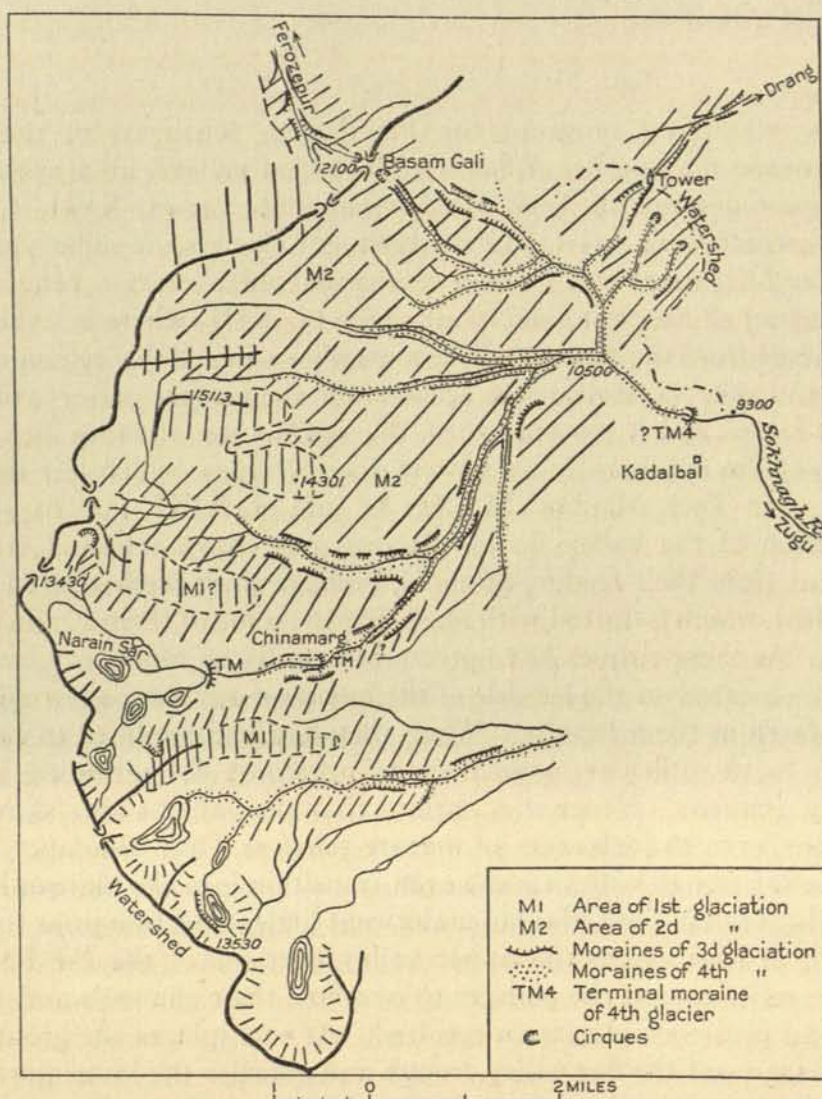 Ferozepur
Drang
12100
Basam Gali
Tower
Watershed
M2
10500
9300
15113
?TM4
Kadalbal
14301
M2
Sokhnagh R.
Zugu
13430
M1?
Chinamarg
Narain Sar
TM
TM
M1
Watershed
13530
M1 Area of 1st glaciation
M2 Area of 2d "
Moraines of 3d glaciation
Moraines of 4th "
TM4 Terminal moraine
of 4th glacier
Cirques
0 2 MILES